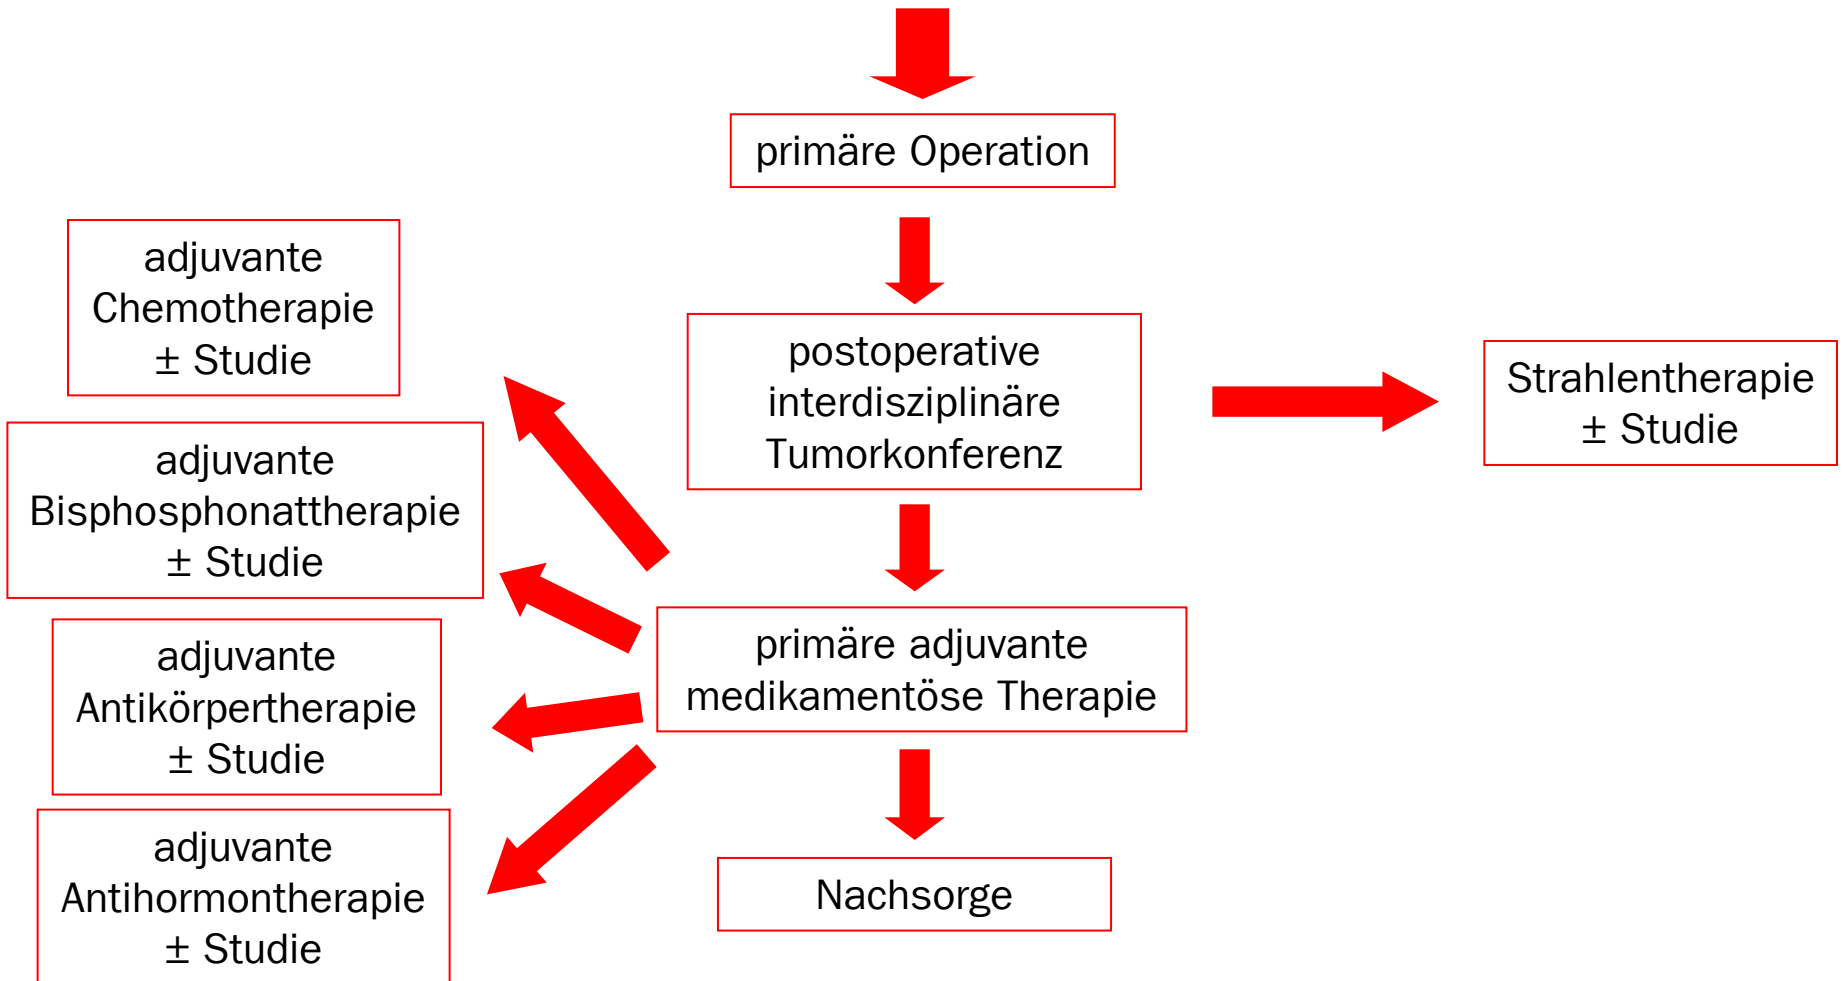 primäre Operation
adjuvante
Chemotherapie
± Studie
postoperative
interdisziplinäre
Tumorkonferenz
Strahlentherapie
± Studie
adjuvante
Bisphosphonattherapie
± Studie
adjuvante
Antikörpertherapie
± Studie
primäre adjuvante
medikamentöse Therapie
adjuvante
Antihormontherapie
± Studie
Nachsorge